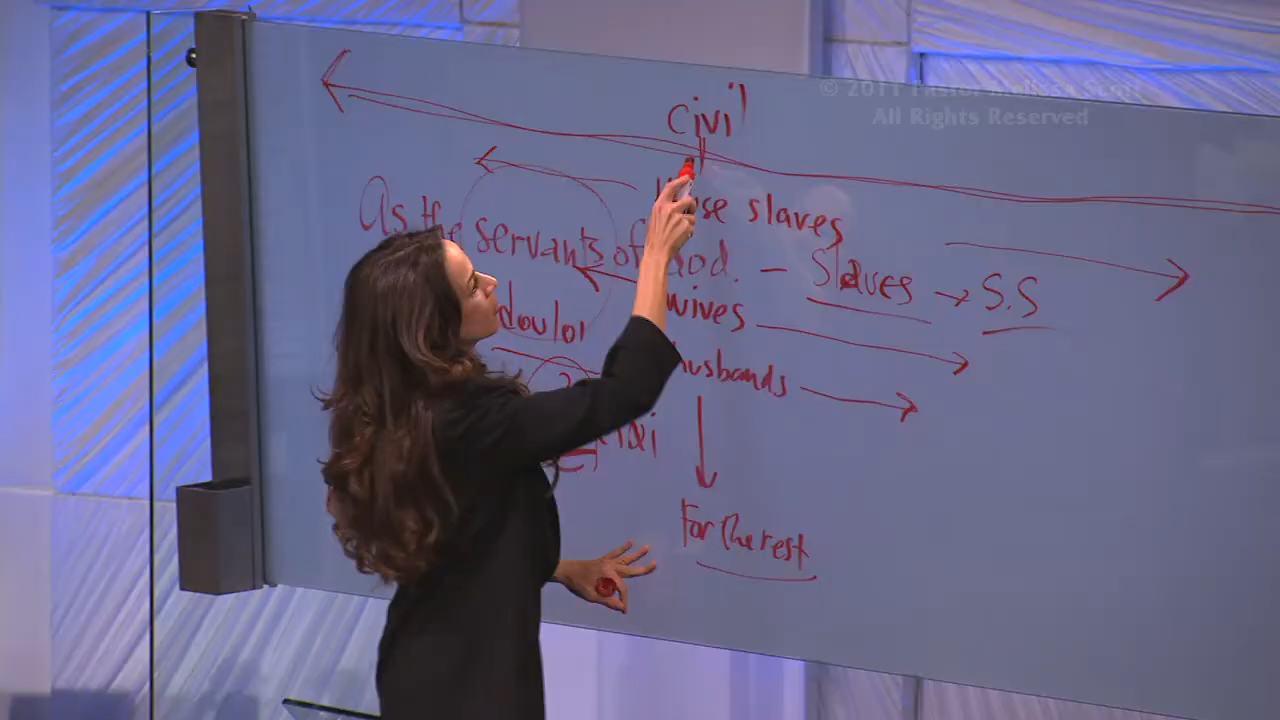 © 2011 Pastor Melissa Scott
All Rights Reserved
civil
slaves
As the servants of God. - Slaves → S.S
douloi wives
husbands
For the rest